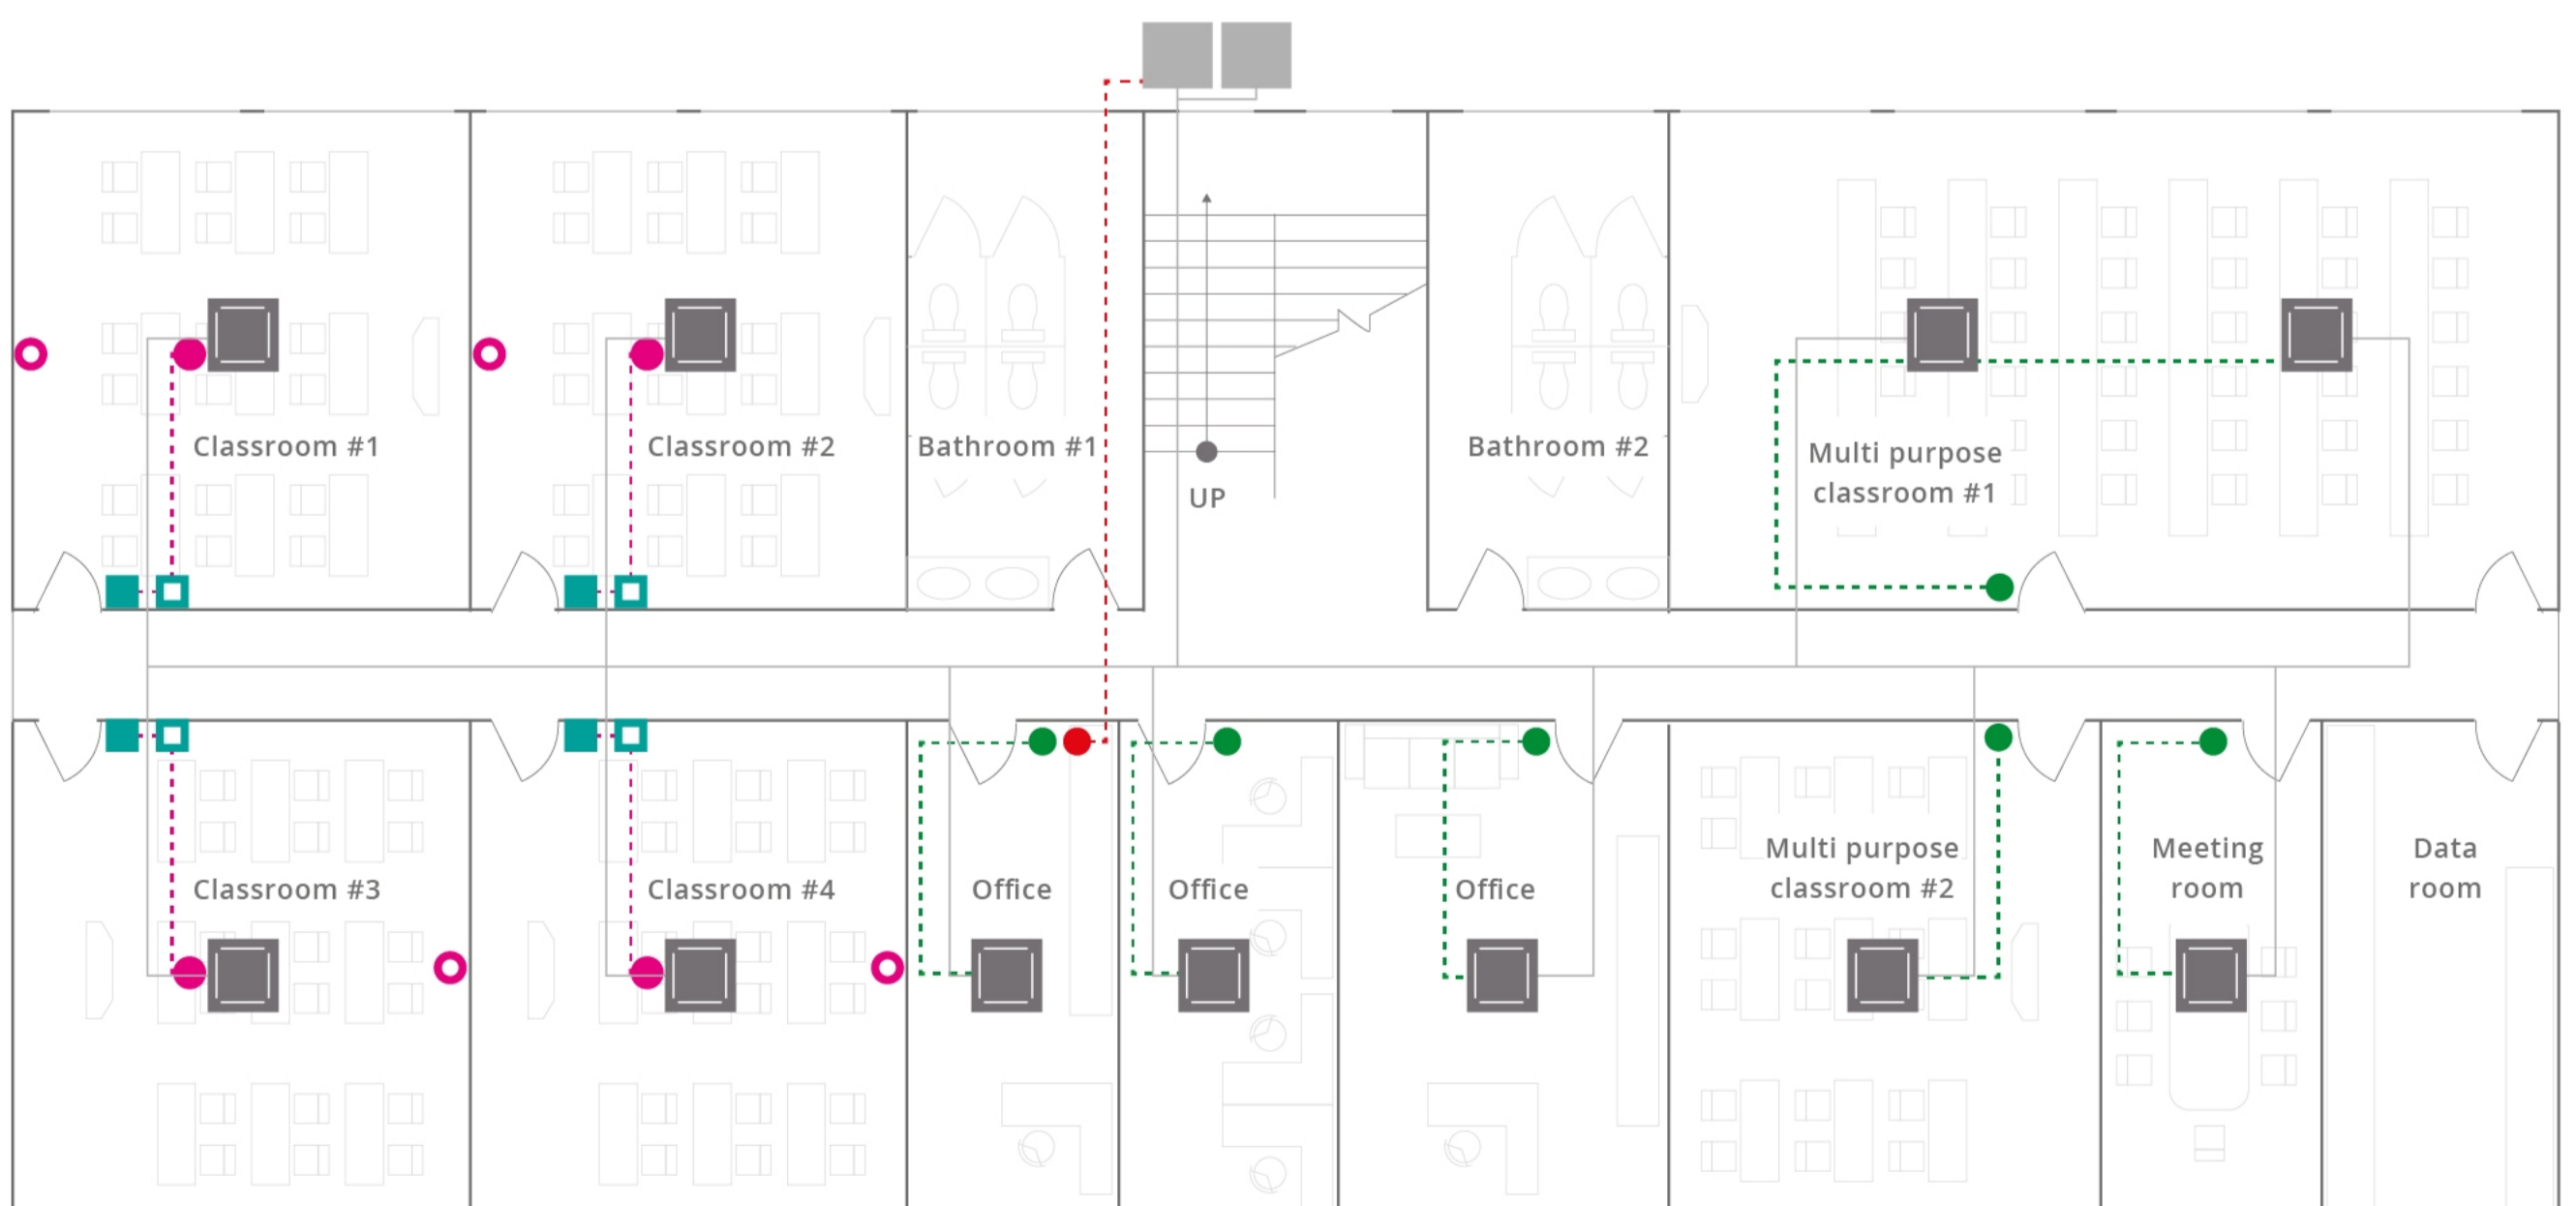 Classroom #1
Classroom #2
Bathroom #1
UP
Bathroom #2
Multi purpose
classroom #1
Classroom #3
Classroom #4
Office
Office
Office
Multi purpose
classroom #2
Meeting
room
Data
room